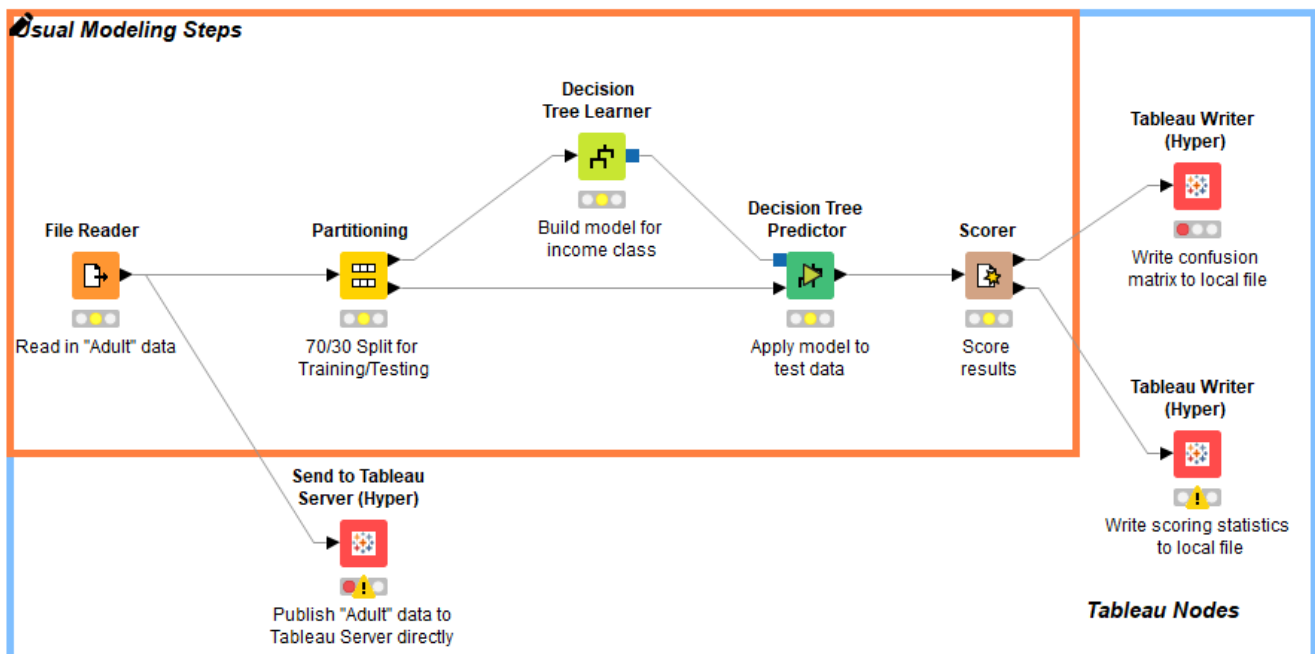 Usual Modeling Steps
Decision
Tree Learner
Build model for
income class
File Reader
Read in "Adult" data
Partitioning
70/30 Split for
Training/Testing
Decision Tree
Predictor
Apply model to
test data
Scorer
Score
results
Tableau Writer
(Hyper)
Write confusion
matrix to local file
Tableau Writer
(Hyper)
Write scoring statistics
to local file
Send to Tableau
Server (Hyper)
Publish "Adult" data to
Tableau Server directly
Tableau Nodes